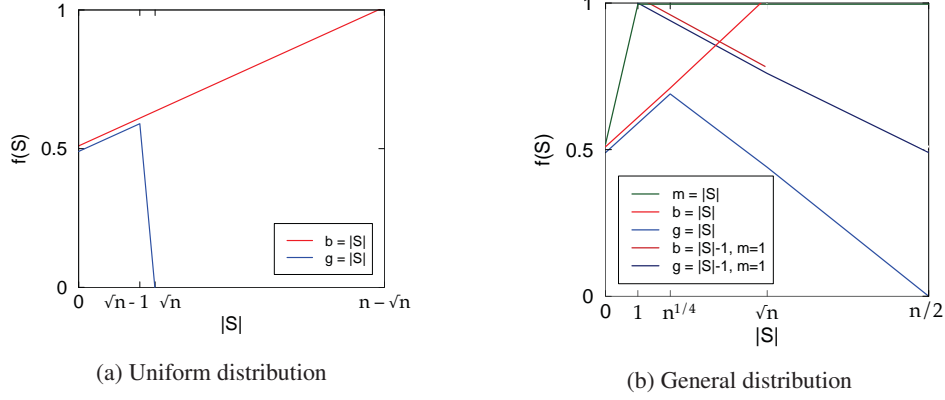 1
0.5
0
f(S)
b = |S|
g = |S|
0
√n - 1
√n
n − √n
|S|
(a) Uniform distribution
1
0.5
0
f(S)
m = |S|
b = |S|
g = |S|
b = |S|-1, m=1
g = |S|-1, m=1
0
1
n^{1/4}
√n
n/2
|S|
(b) General distribution